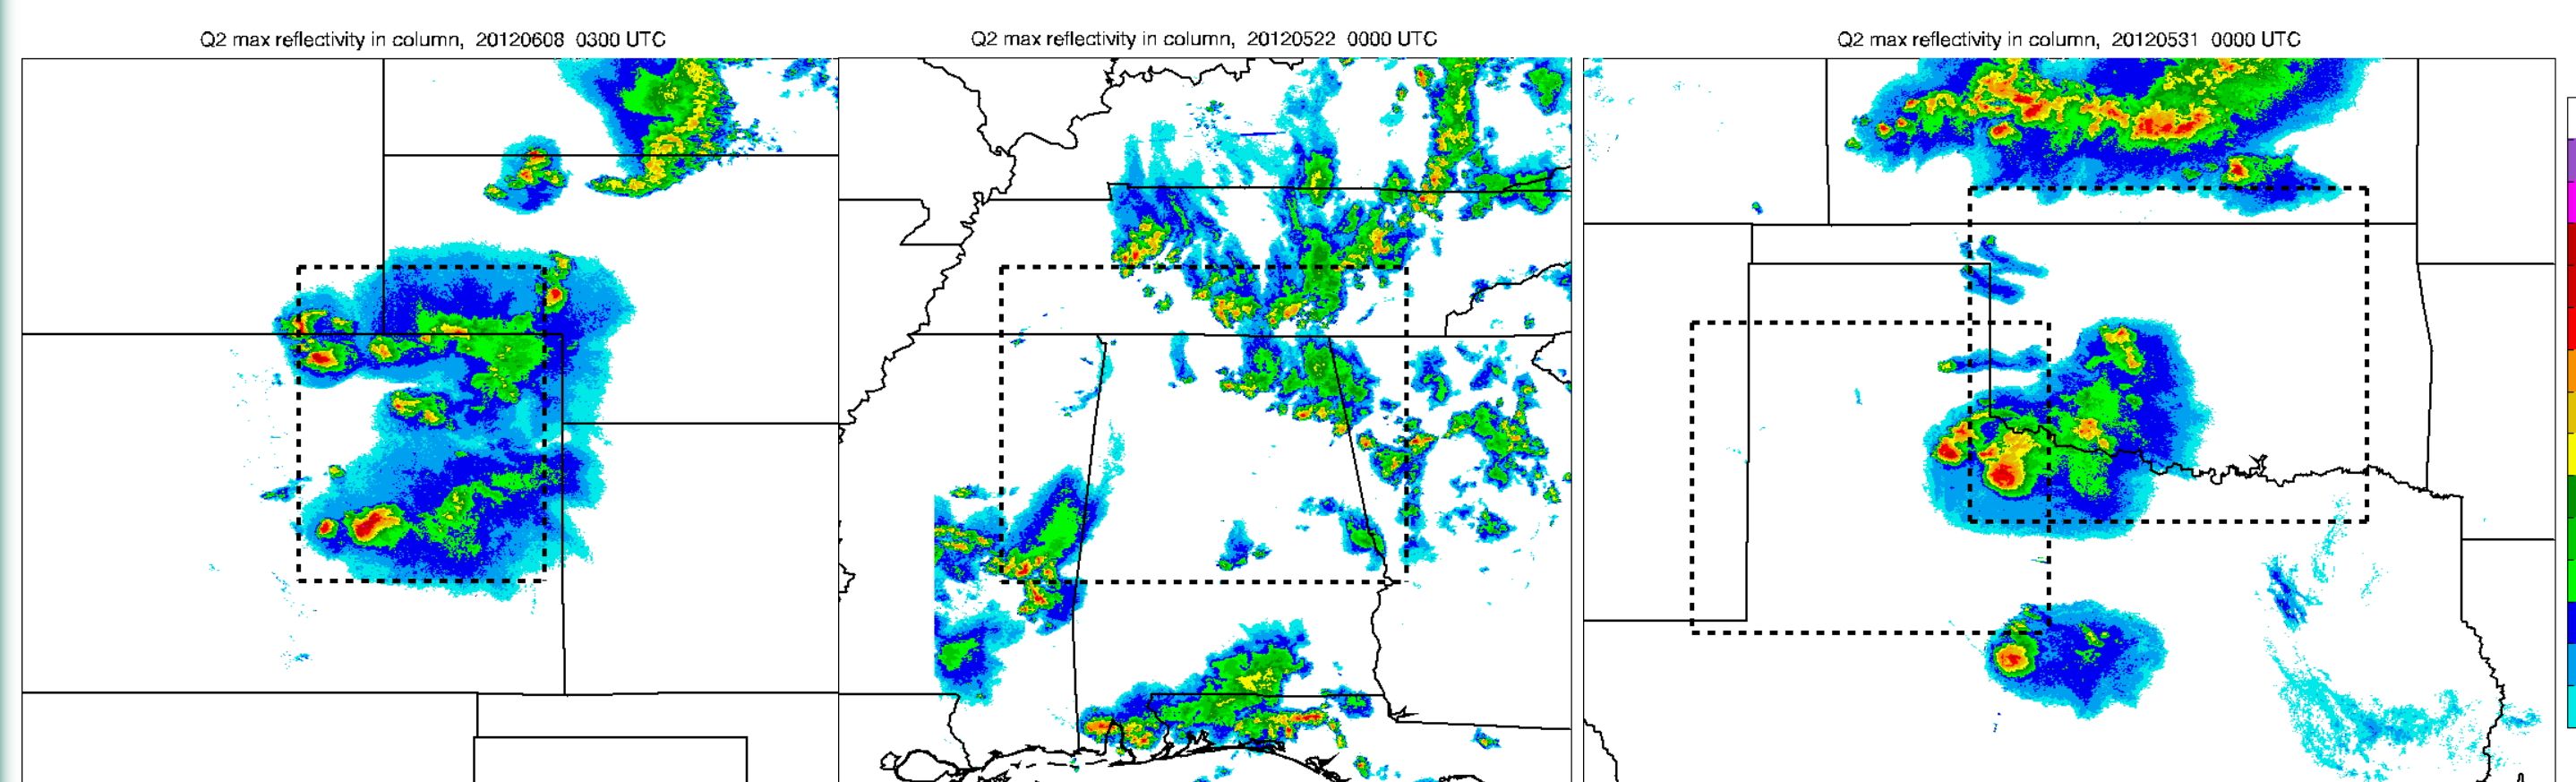 Q2 max reflectivity in column, 20120608 0300 UTC
Q2 max reflectivity in column, 20120522 0000 UTC
Q2 max reflectivity in column, 20120531 0000 UTC